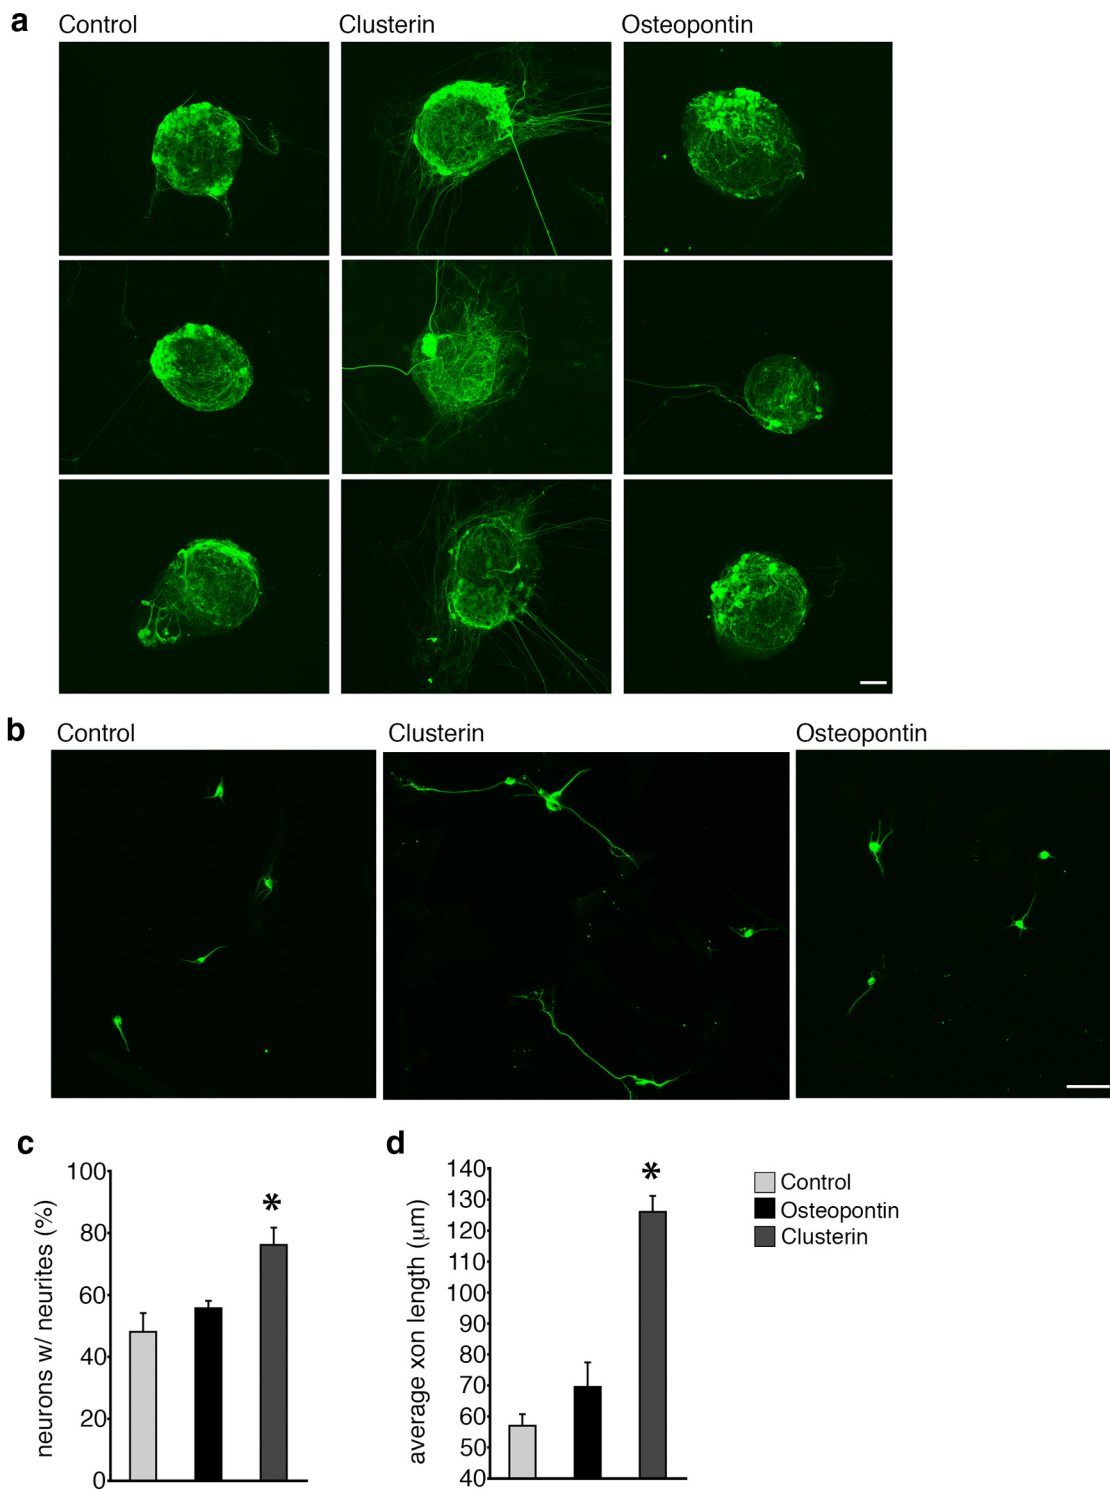 a
Control Clusterin Osteopontin
b
Control Clusterin Osteopontin
c
neurons w/ neurites (%)
100
80
60
40
20
0
*
d
average xon length (µm)
140
130
120
110
100
90
80
70
60
50
40
*
Control
Osteopontin
Clusterin